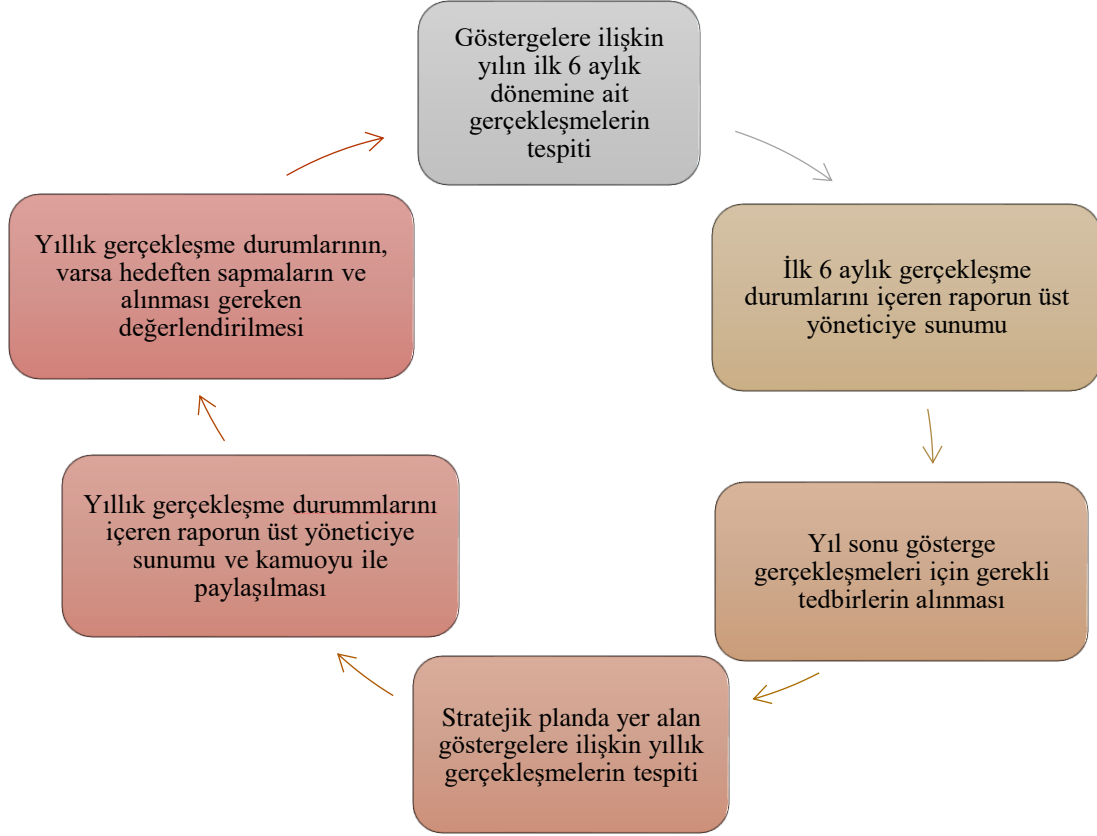 Göstergelere ilişkin
yılın ilk 6 aylık
dönemine ait
gerçekleşmelerin
tespiti
İlk 6 aylık gerçekleşme
durumlarını içeren raporun üst
yöneticiye sunumu
Yıl sonu gösterge
gerçekleşmeleri için gerekli
tedbirlerin alınması
Stratejik planda yer alan
göstergelere ilişkin yıllık
gerçekleşmelerin tespiti
Yıllık gerçekleşme durummlarını
içeren raporun üst yöneticiye
sunumu ve kamuoyu ile
paylaşılması
Yıllık gerçekleşme durumlarının,
varsa hedeften sapmaların ve
alınması gereken
değerlendirilmesi